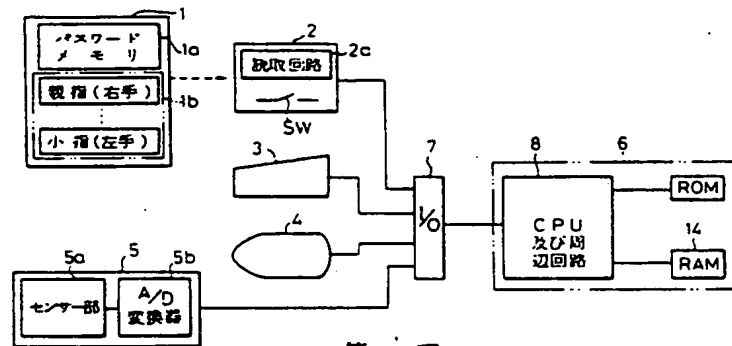 1
パスワード
メモリ
1a
親指(右手)
1b
小指(左手)
2
2a
読取回路
SW
3
4
5
5a
センサー部
5b
A/D
変換器
7
I/O
6
8
CPU
及び周
辺回路
ROM
14
RAM